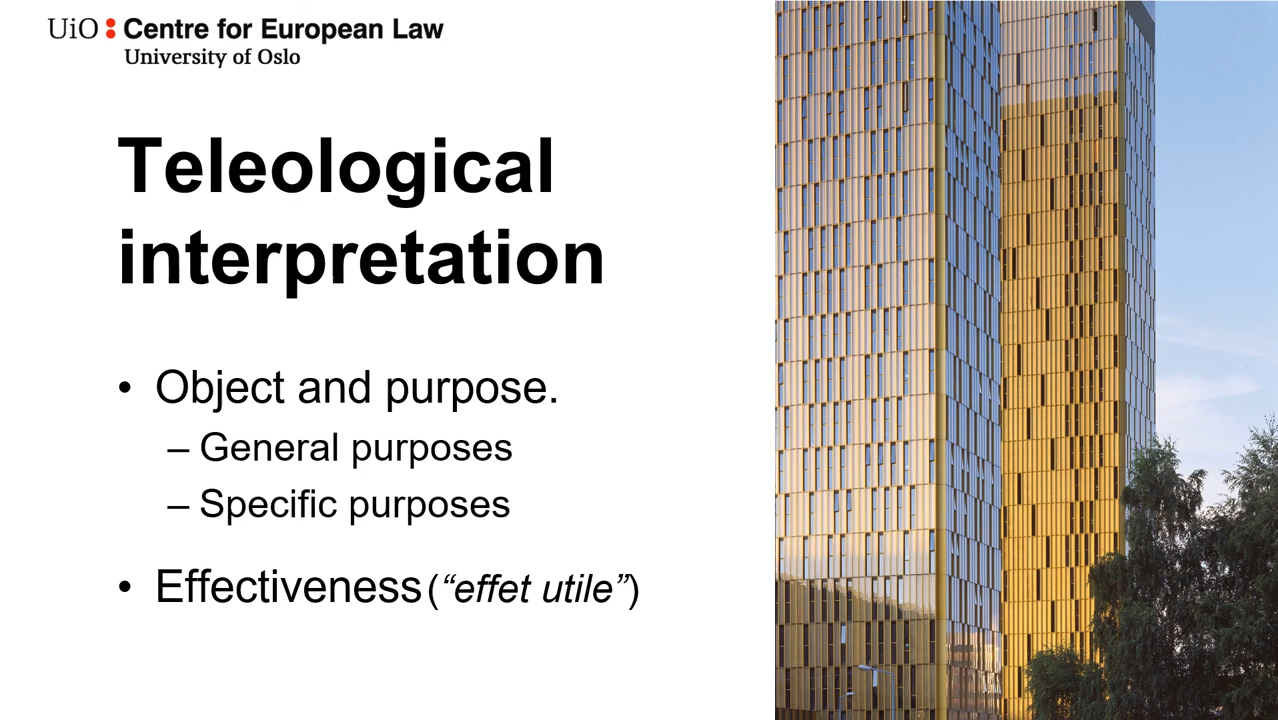 UiO : Centre for European Law
University of Oslo
Teleological
interpretation
• Object and purpose.
– General purposes
– Specific purposes
• Effectiveness (“effet utile”)